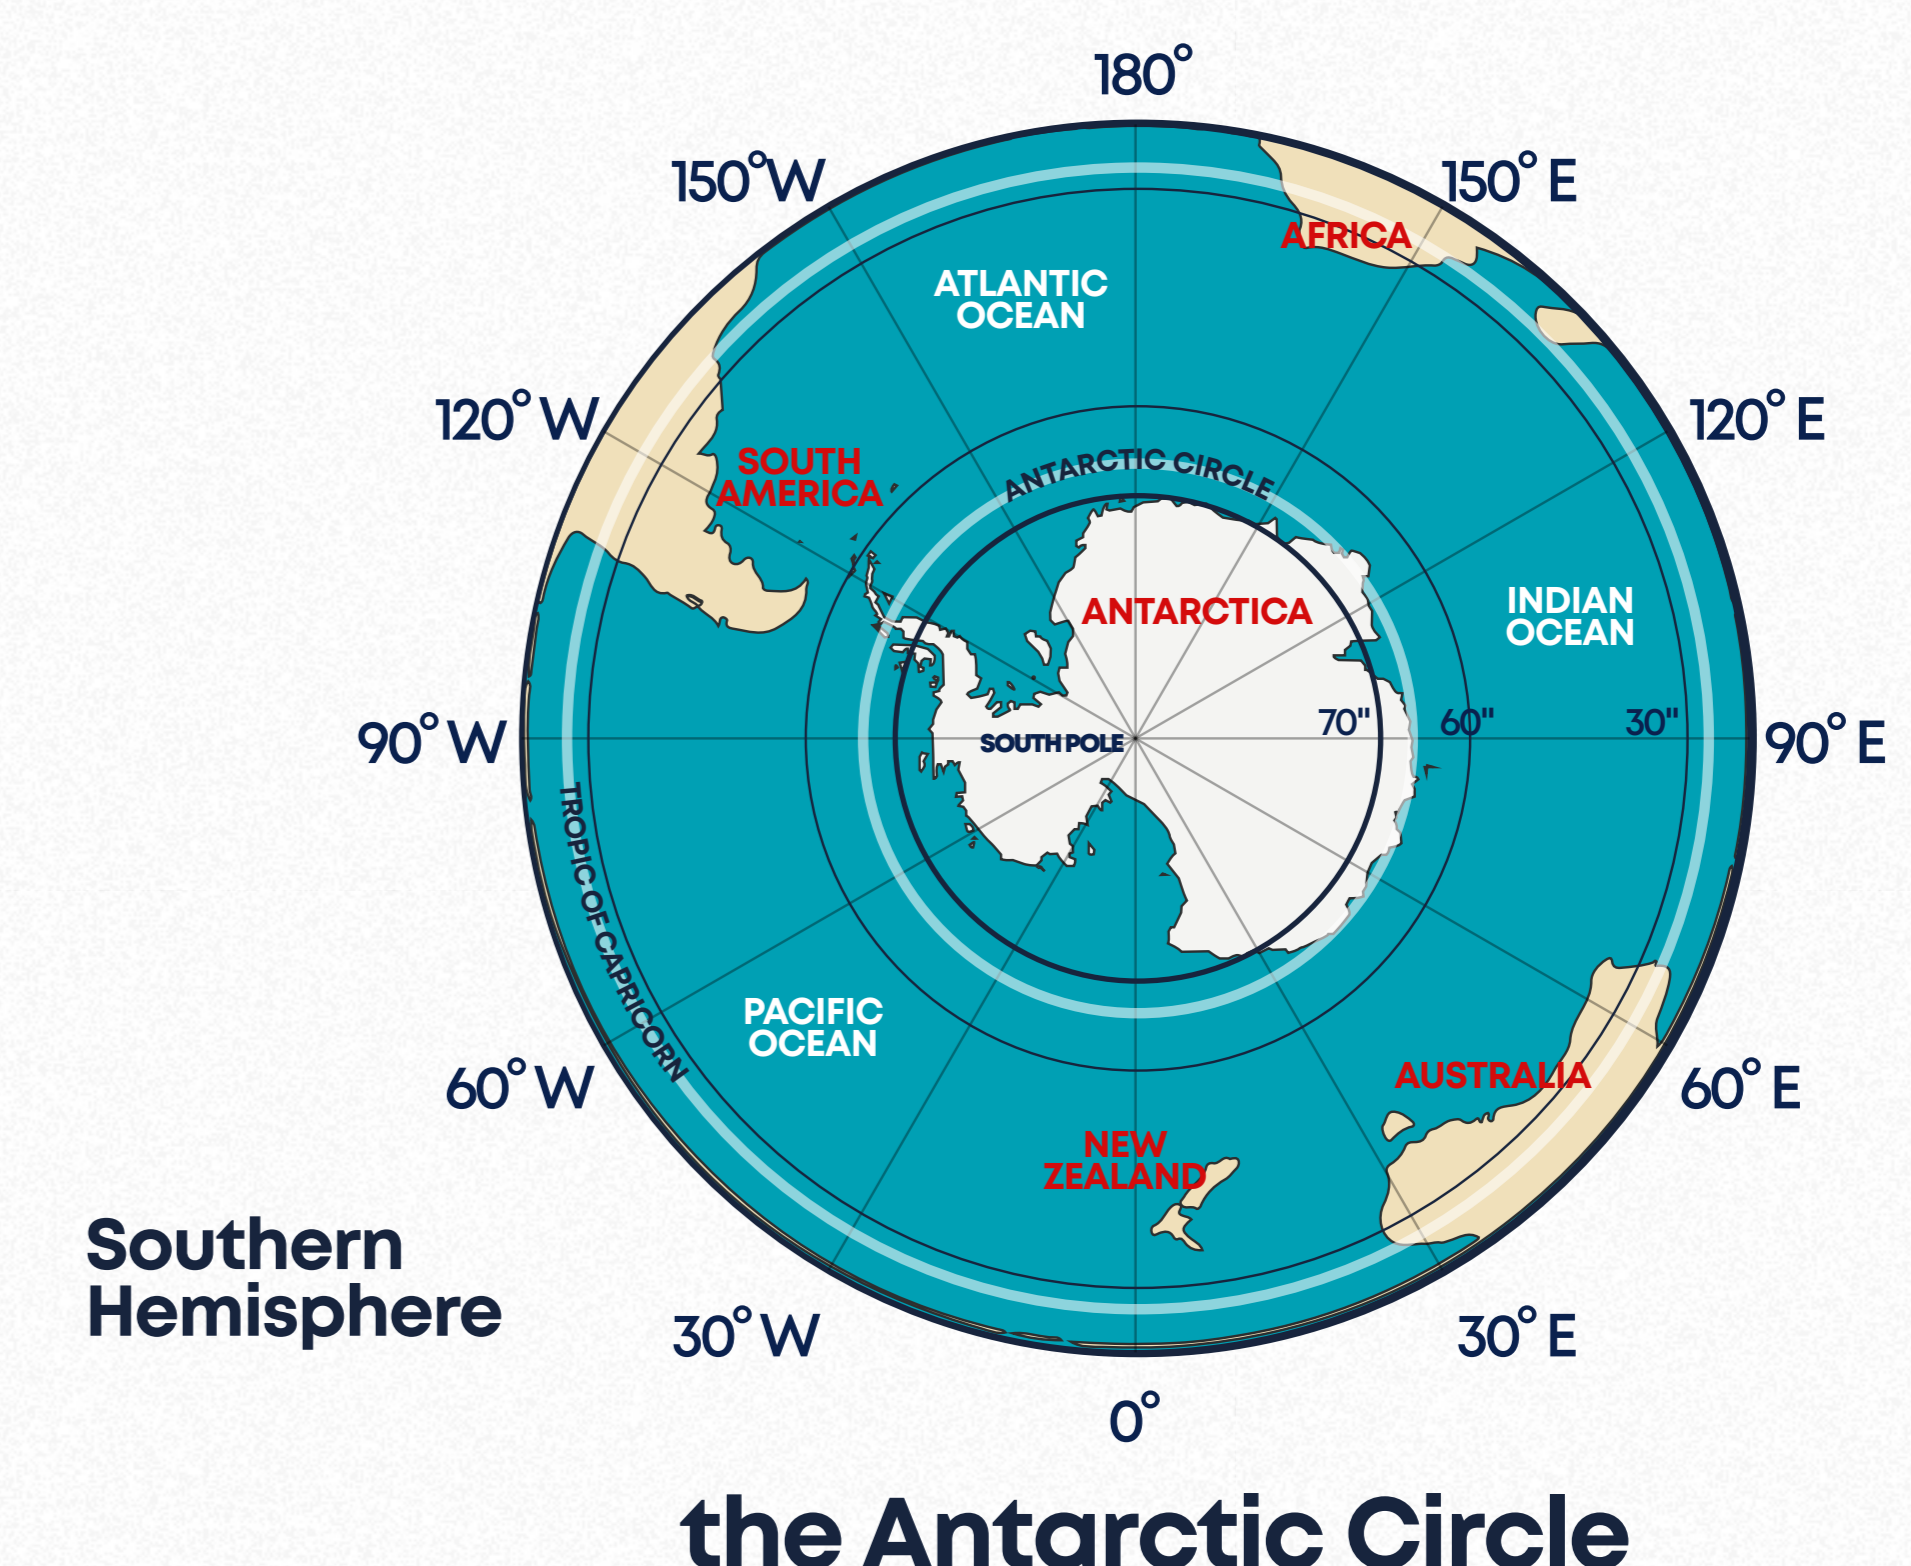 180°
150°W
150° E
AFRICA
ATLANTIC
OCEAN
120° W
120° E
SOUTH
AMERICA
ANTARCTIC CIRCLE
ANTARCTICA
INDIAN
OCEAN
90° W
SOUTH POLE
70"
60"
30"
90° E
TROPIC OF CAPRICORN
PACIFIC
OCEAN
AUSTRALIA
60° W
60° E
NEW
ZEALAND
Southern
Hemisphere
30° W
30° E
0°
the Antarctic Circle